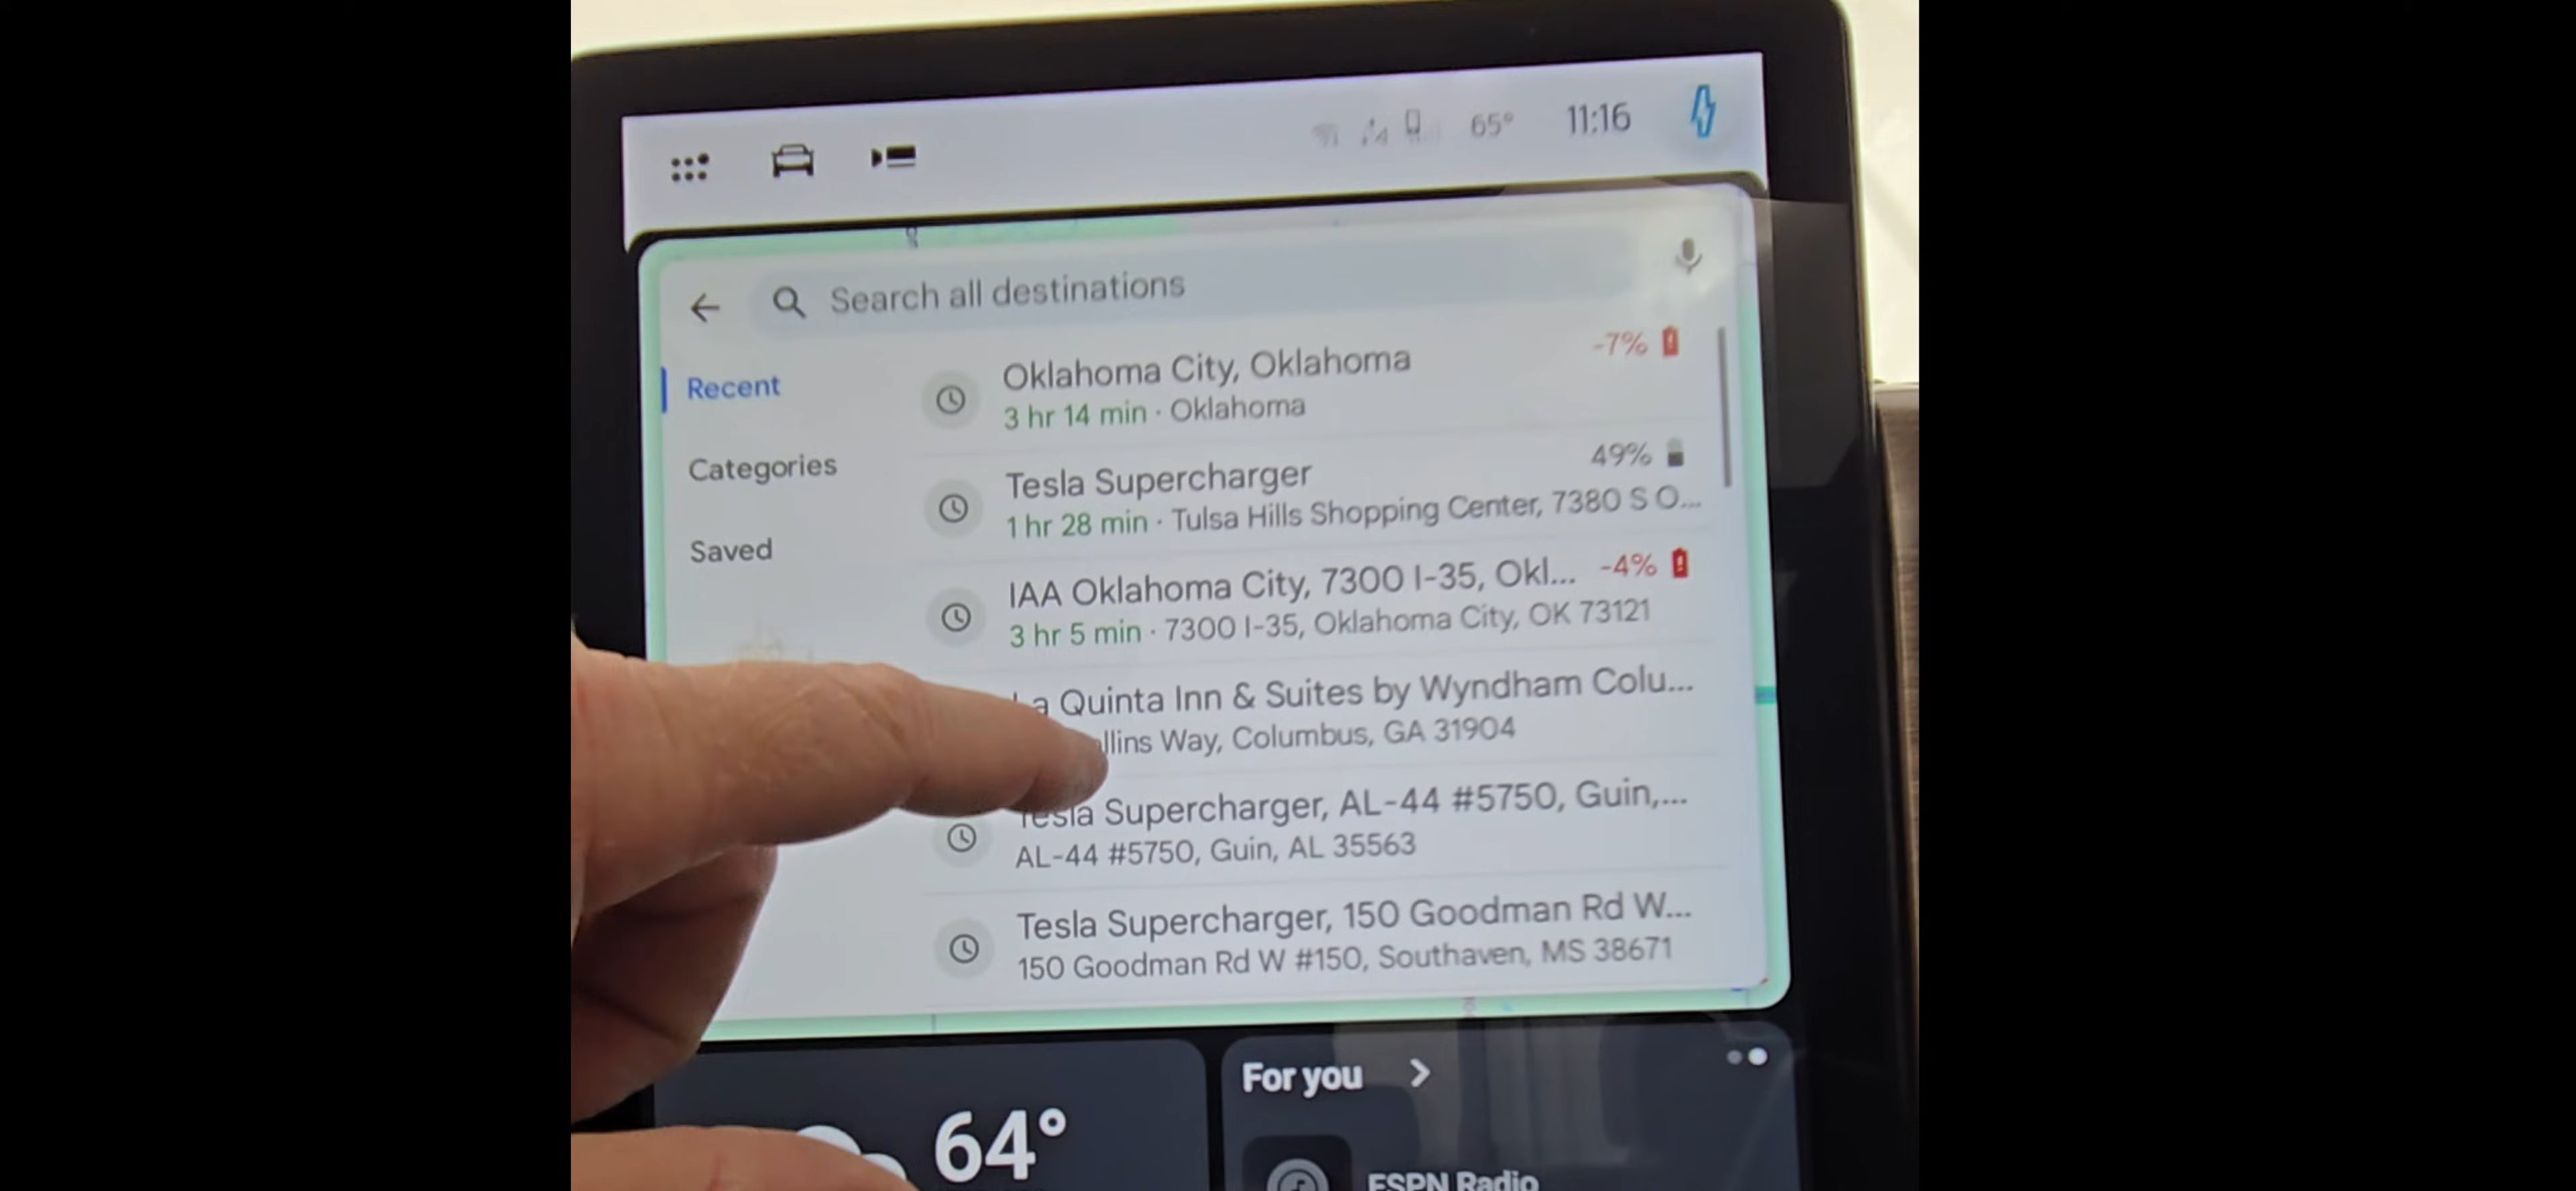 65° 11:16
Search all destinations
Recent
Categories
Saved
Oklahoma City, Oklahoma -7%
3 hr 14 min · Oklahoma
Tesla Supercharger 49%
1 hr 28 min · Tulsa Hills Shopping Center, 7380 S O...
IAA Oklahoma City, 7300 I-35, Okl... -4%
3 hr 5 min · 7300 I-35, Oklahoma City, OK 73121
La Quinta Inn & Suites by Wyndham Colu...
llins Way, Columbus, GA 31904
Tesla Supercharger, AL-44 #5750, Guin,...
AL-44 #5750, Guin, AL 35563
Tesla Supercharger, 150 Goodman Rd W...
150 Goodman Rd W #150, Southaven, MS 38671
64°
For you
ESPN Radio